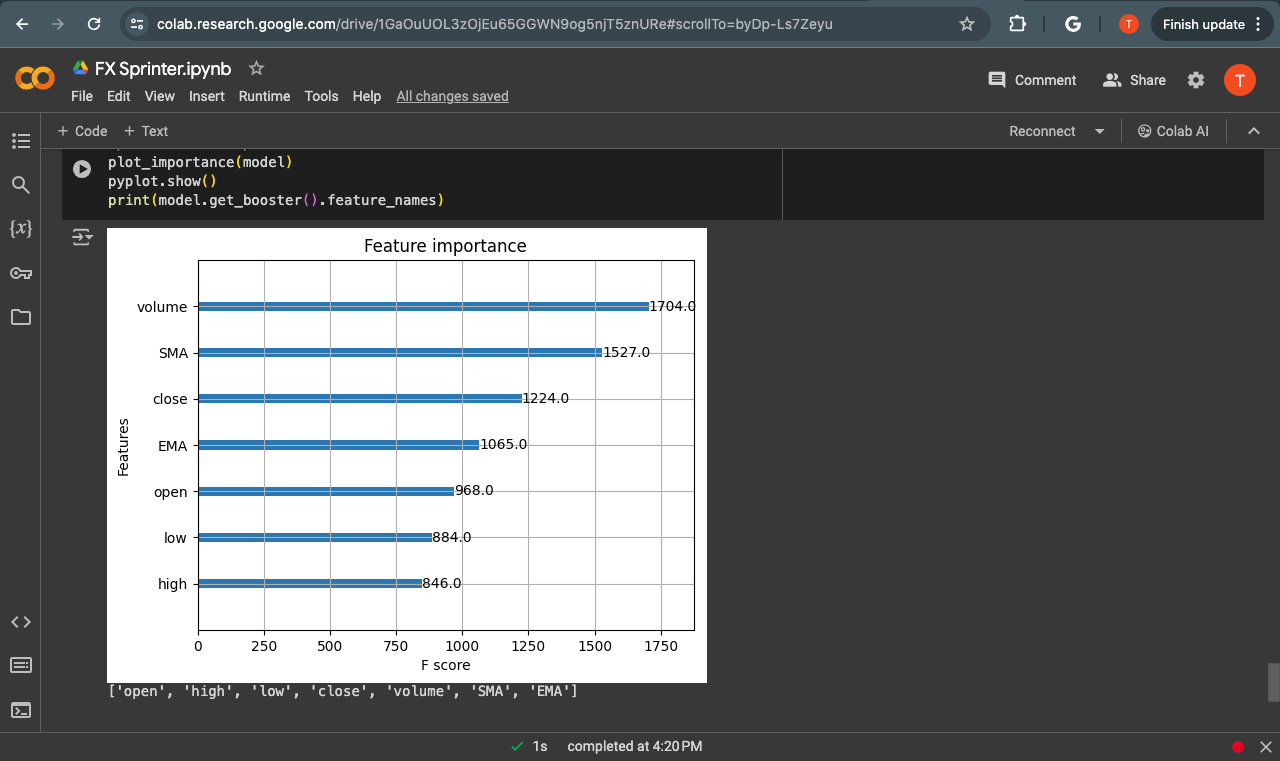 colab.research.google.com/drive/1GaOuUOL3zOjEu65GGWN9og5njT5znURe#scrollTo=byDp-Ls7Zeyu
G
T
Finish update
CO
FX Sprinter.ipynb
Comment
Share
T
File Edit View Insert Runtime Tools Help All changes saved
+ Code + Text
Reconnect
Colab AI
{x}
plot_importance(model)
pyplot.show()
print(model.get_booster().feature_names)
Feature importance
Features
volume 1704.0
SMA 1527.0
close 1224.0
EMA 1065.0
open 968.0
low 884.0
high 846.0
0 250 500 750 1000 1250 1500 1750
F score
['open', 'high', 'low', 'close', 'volume', 'SMA', 'EMA']
1s completed at 4:20 PM